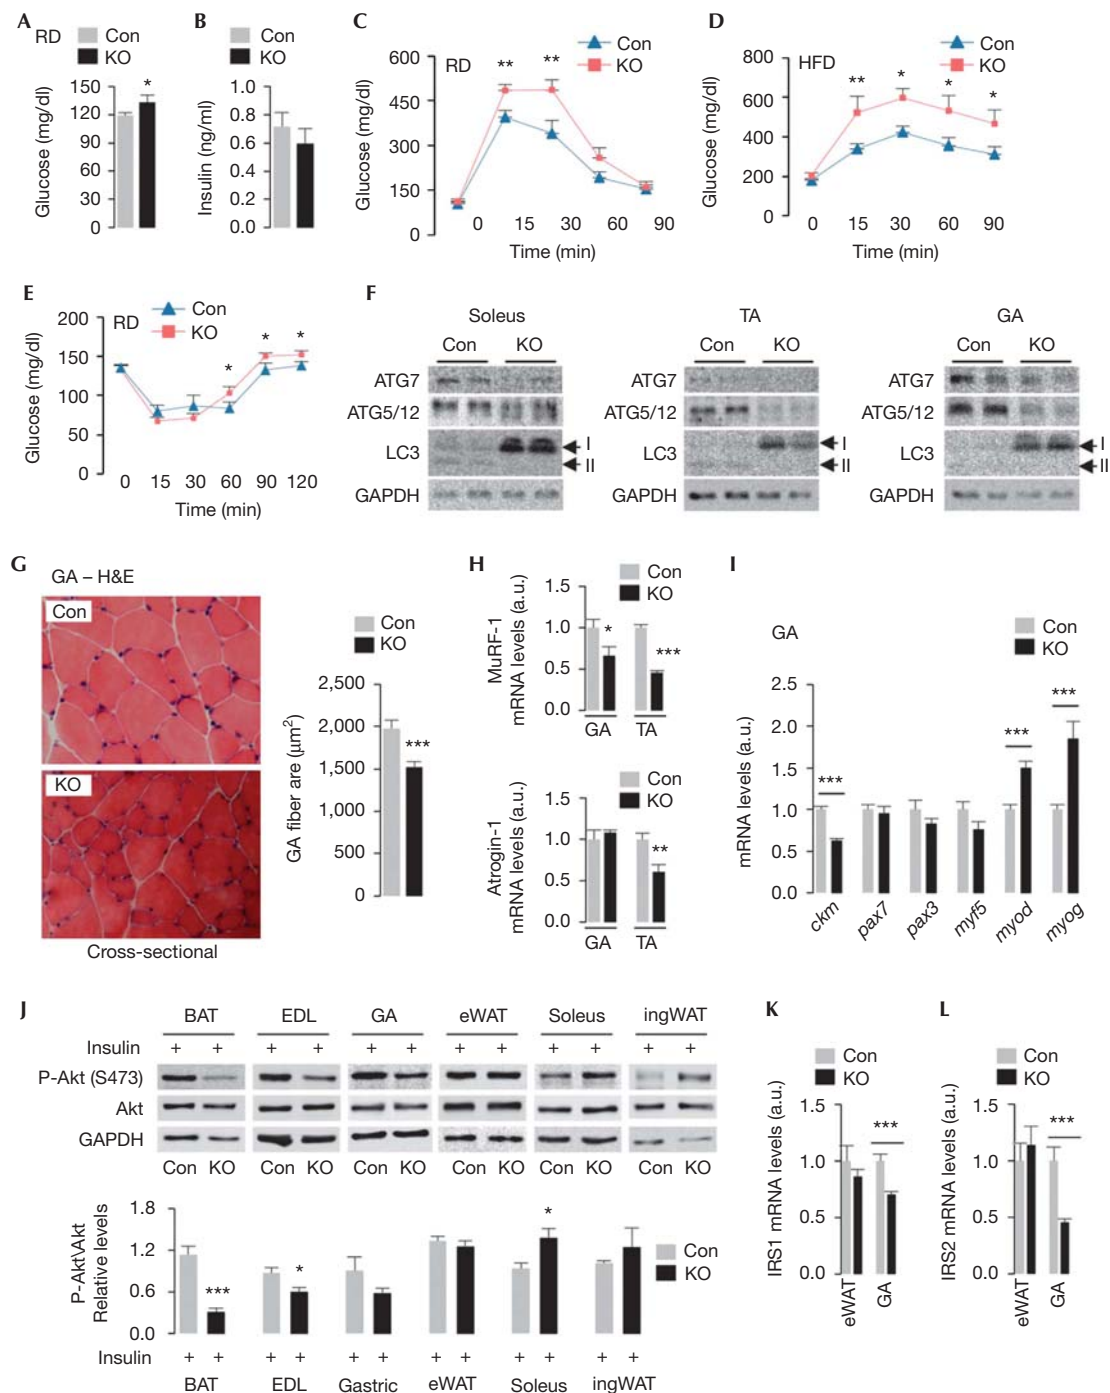 A
RD
Con
KO
Glucose (mg/dl)
150
120
90
60
30
0
*
B
Con
KO
Insulin (ng/ml)
1.0
0.8
0.6
0.4
0.2
0.0
C
RD
Con
KO
Glucose (mg/dl)
600
450
300
150
0
** **
0 15 30 60 90
Time (min)
D
HFD
Con
KO
Glucose (mg/dl)
800
600
400
200
0
** * * *
0 15 30 60 90
Time (min)
E
RD
Con
KO
Glucose (mg/dl)
200
150
100
50
0
* * *
0 15 30 60 90 120
Time (min)
F
Soleus TA GA
Con KO Con KO Con KO
ATG7 ATG7 ATG7
ATG5/12 ATG5/12 ATG5/12
LC3 I II LC3 I II LC3 I II
GAPDH GAPDH GAPDH
G
GA – H&E
Con
KO
Cross-sectional
Con
KO
GA fiber are (µm²)
2,500
2,000
1,500
1,000
500
0
***
H
Con
KO
MuRF-1
mRNA levels (a.u.)
1.5
1.0
0.5
0.0
* ***
GA TA
Con
KO
Atrogin-1
mRNA levels (a.u.)
1.5
1.0
0.5
0.0
**
GA TA
I
GA
Con
KO
mRNA levels (a.u.)
2.5
2.0
1.5
1.0
0.5
0.0
*** *** ***
ckm pax7 pax3 myf5 myod myog
J
BAT EDL GA eWAT Soleus ingWAT
Insulin + + + + + + + + + + + +
P-Akt (S473)
Akt
GAPDH
Con KO Con KO Con KO Con KO Con KO Con KO
P-Akt\Akt
Relative levels
1.8
1.2
0.6
0.0
*** * *
Con
KO
Insulin + + + + + + + + + + + +
BAT EDL Gastric eWAT Soleus ingWAT
K
Con
KO
IRS1 mRNA levels (a.u.)
1.5
1.0
0.5
0.0
***
eWAT GA
L
Con
KO
IRS2 mRNA levels (a.u.)
1.5
1.0
0.5
0.0
***
eWAT GA